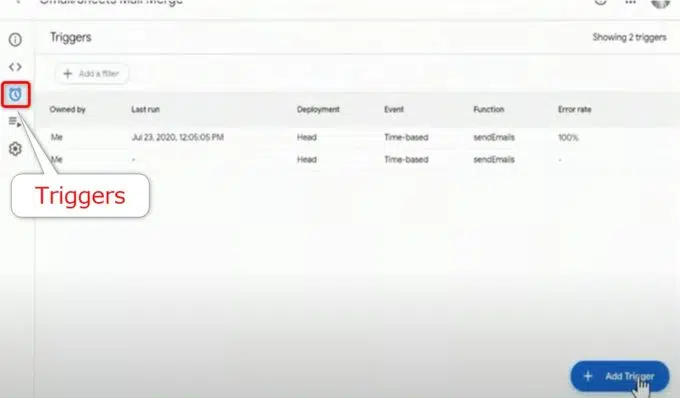 Gmail/Sheets Mail Merge
Triggers
Showing 2 triggers
+ Add a filter
Owned by Last run Deployment Event Function Error rate
Me Jul 23, 2020, 12:05:05 PM Head Time-based sendEmails 100%
Me - Head Time-based sendEmails -
Triggers
+ Add Trigger